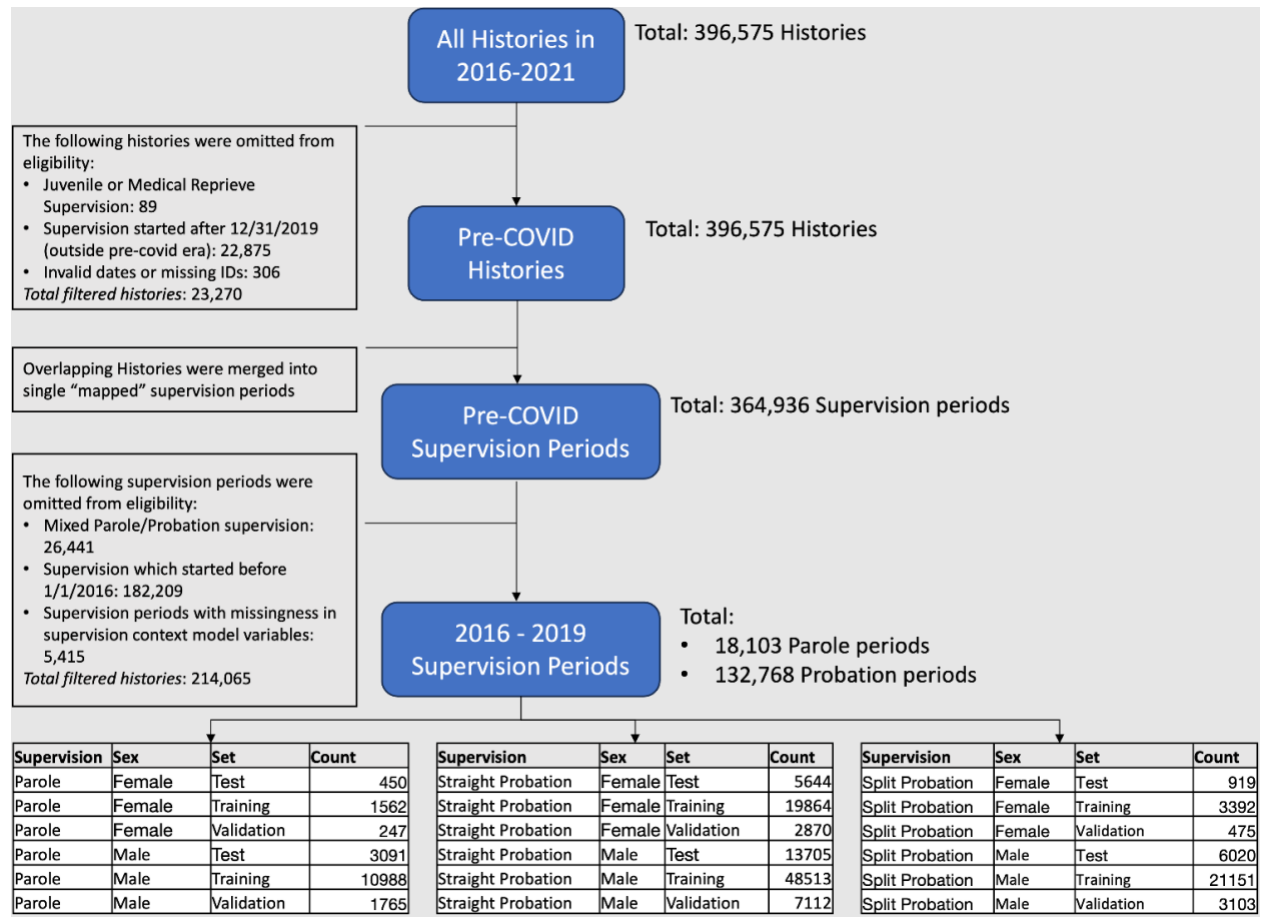 All Histories in
2016-2021
Total: 396,575 Histories
The following histories were omitted from
eligibility:
• Juvenile or Medical Reprieve
Supervision: 89
• Supervision started after 12/31/2019
(outside pre-covid era): 22,875
• Invalid dates or missing IDs: 306
Total filtered histories: 23,270
Pre-COVID
Histories
Total: 396,575 Histories
Overlapping Histories were merged into
single “mapped” supervision periods
Pre-COVID
Supervision Periods
Total: 364,936 Supervision periods
The following supervision periods were
omitted from eligibility:
• Mixed Parole/Probation supervision:
26,441
• Supervision which started before
1/1/2016: 182,209
• Supervision periods with missingness in
supervision context model variables:
5,415
Total filtered histories: 214,065
2016 - 2019
Supervision Periods
Total:
• 18,103 Parole periods
• 132,768 Probation periods
Supervision Sex Set Count
Parole Female Test 450
Parole Female Training 1562
Parole Female Validation 247
Parole Male Test 3091
Parole Male Training 10988
Parole Male Validation 1765
Supervision Sex Set Count
Straight Probation Female Test 5644
Straight Probation Female Training 19864
Straight Probation Female Validation 2870
Straight Probation Male Test 13705
Straight Probation Male Training 48513
Straight Probation Male Validation 7112
Supervision Sex Set Count
Split Probation Female Test 919
Split Probation Female Training 3392
Split Probation Female Validation 475
Split Probation Male Test 6020
Split Probation Male Training 21151
Split Probation Male Validation 3103